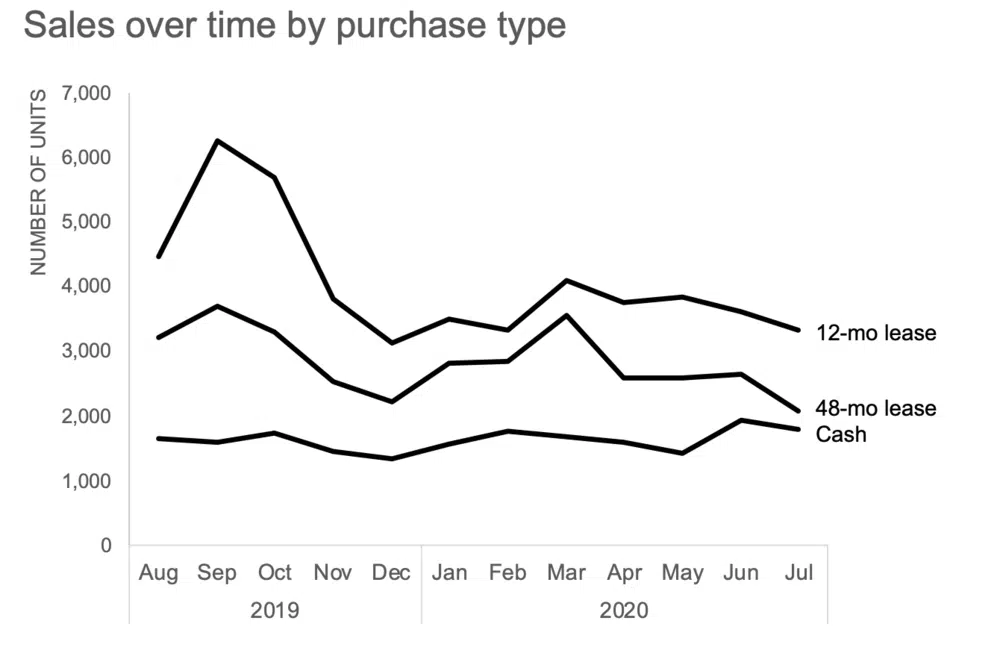 Sales over time by purchase type
NUMBER OF UNITS
7,000
6,000
5,000
4,000
3,000
2,000
1,000
0
12-mo lease
48-mo lease
Cash
Aug Sep Oct Nov Dec Jan Feb Mar Apr May Jun Jul
2019 2020